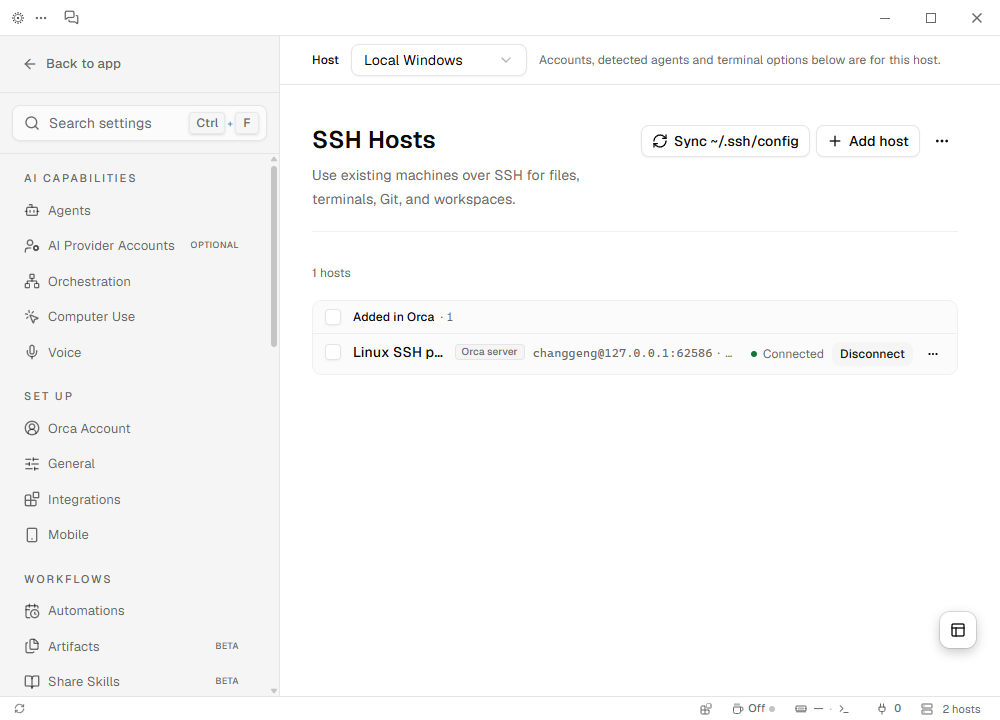 Back to app
Search settings Ctrl + F
AI CAPABILITIES
Agents
AI Provider Accounts OPTIONAL
Orchestration
Computer Use
Voice
SET UP
Orca Account
General
Integrations
Mobile
WORKFLOWS
Automations
Artifacts BETA
Share Skills BETA
Host Local Windows Accounts, detected agents and terminal options below are for this host.
SSH Hosts Sync ~/.ssh/config Add host
Use existing machines over SSH for files,
terminals, Git, and workspaces.
1 hosts
Added in Orca · 1
Linux SSH p... Orca server changgeng@127.0.0.1:62586 · … Connected Disconnect
Off 0 2 hosts